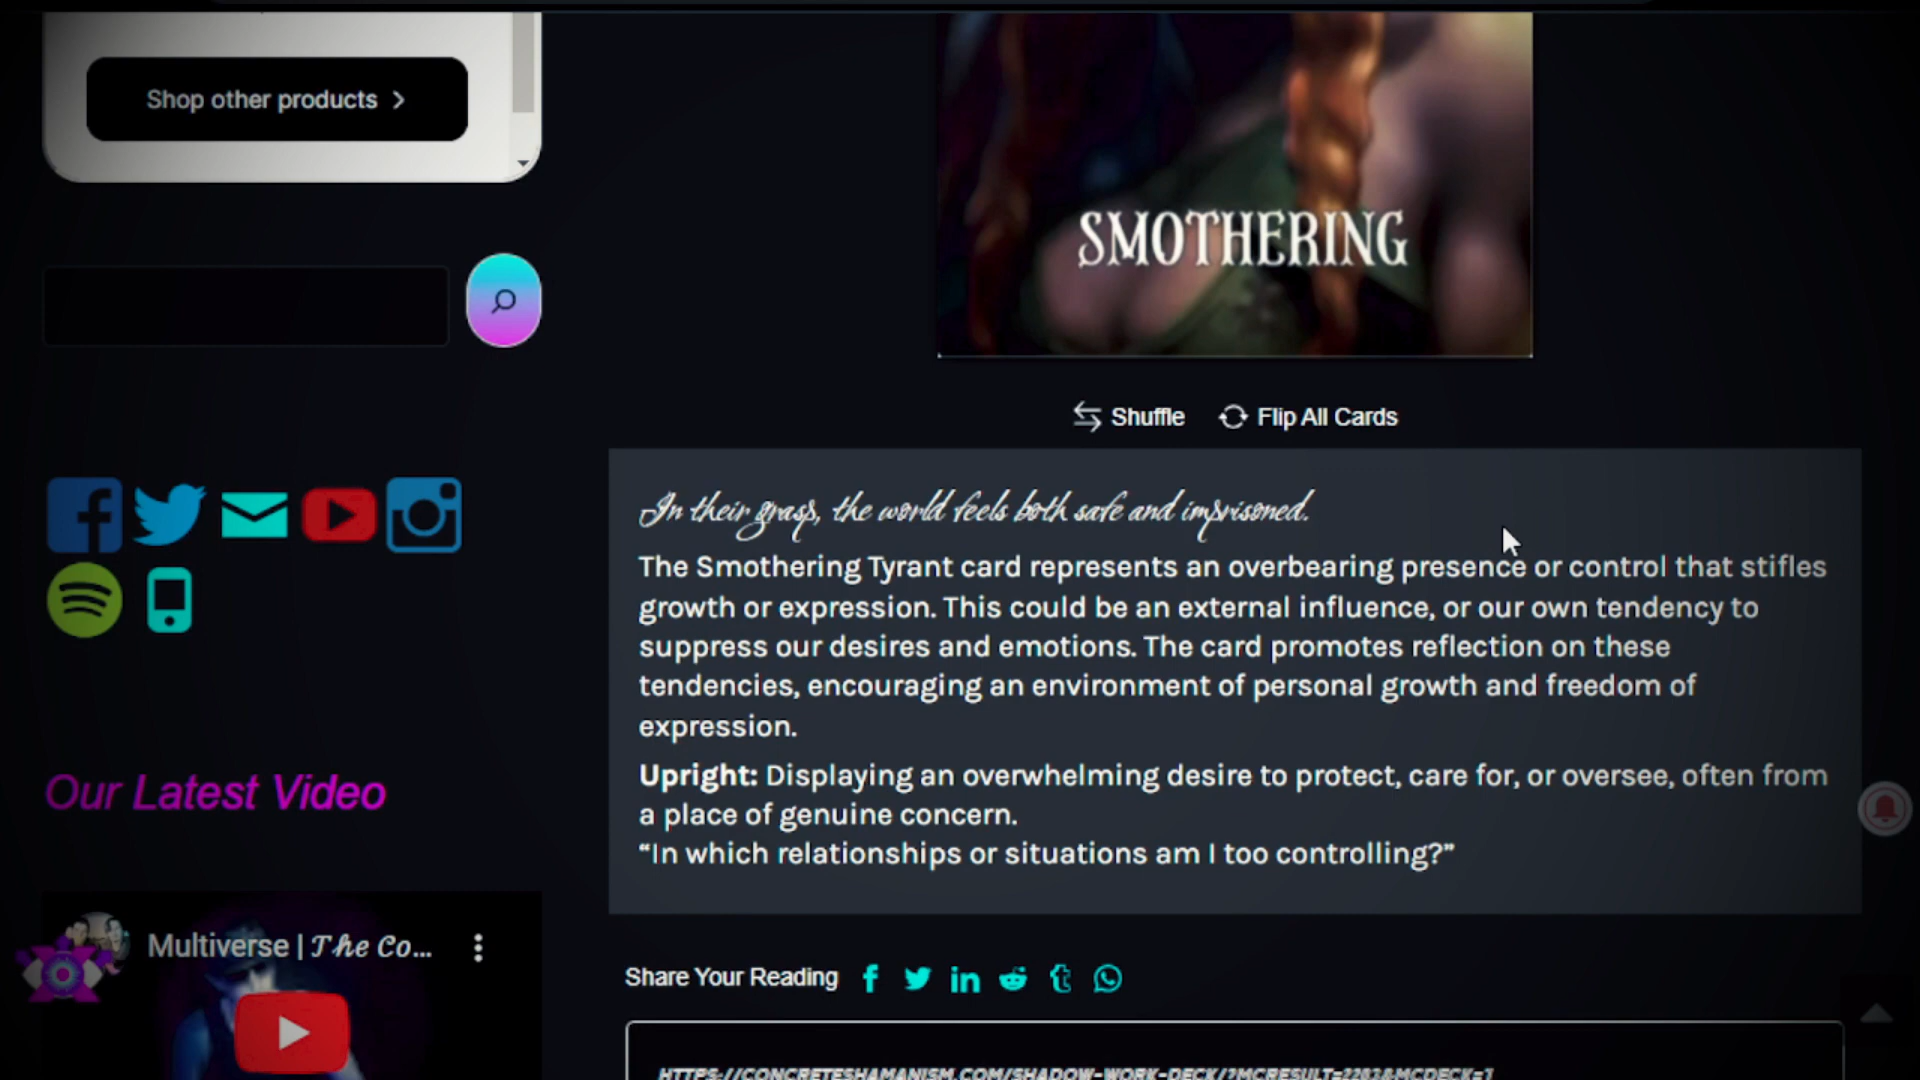 Shop other products
SMOTHERING
Shuffle Flip All Cards
In their grasp, the world feels both safe and imprisoned.
The Smothering Tyrant card represents an overbearing presence or control that stifles
growth or expression. This could be an external influence, or our own tendency to
suppress our desires and emotions. The card promotes reflection on these
tendencies, encouraging an environment of personal growth and freedom of
expression.
Upright: Displaying an overwhelming desire to protect, care for, or oversee, often from
a place of genuine concern.
“In which relationships or situations am I too controlling?”
Our Latest Video
Multiverse | The Co...
Share Your Reading
HTTPS://CONCRETESHAMANISM.COM/SHADOW-WORK-DECK/?MCRESULT=2283&MCDECK=1